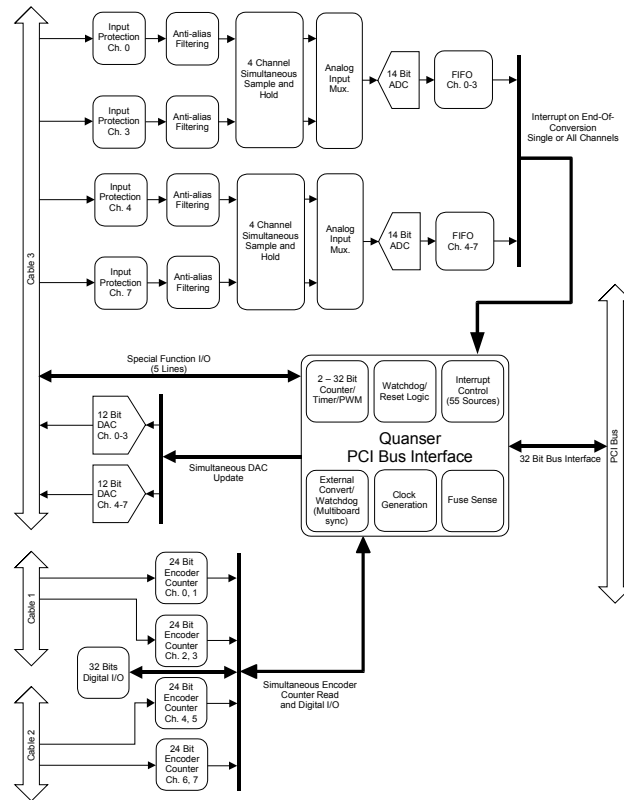 Input
Protection
Ch. 0
Anti-alias
Filtering
4 Channel
Simultaneous
Sample and
Hold
Analog
Input
Mux.
14 Bit
ADC
FIFO
Ch. 0-3
Input
Protection
Ch. 3
Anti-alias
Filtering
Interrupt on End-Of-
Conversion
Single or All Channels
Input
Protection
Ch. 4
Anti-alias
Filtering
4 Channel
Simultaneous
Sample and
Hold
Analog
Input
Mux.
14 Bit
ADC
FIFO
Ch. 4-7
Input
Protection
Ch. 7
Anti-alias
Filtering
Cable 3
Special Function I/O
(5 Lines)
2 – 32 Bit
Counter/
Timer/PWM
Watchdog/
Reset Logic
Interrupt
Control
(55 Sources)
12 Bit
DAC
Ch. 0-3
Quanser
PCI Bus Interface
32 Bit Bus Interface
PCI Bus
Simultaneous DAC
Update
12 Bit
DAC
Ch. 4-7
External
Convert/
Watchdog
(Multiboard
sync)
Clock
Generation
Fuse Sense
Cable 1
24 Bit
Encoder
Counter
Ch. 0, 1
24 Bit
Encoder
Counter
Ch. 2, 3
32 Bits
Digital I/O
Simultaneous Encoder
Counter Read
and Digital I/O
Cable 2
24 Bit
Encoder
Counter
Ch. 4, 5
24 Bit
Encoder
Counter
Ch. 6, 7